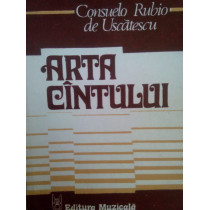 Consuelo Rubio
de Uscătescu
ARTA
CÎNTULUI
Editura Muzicală